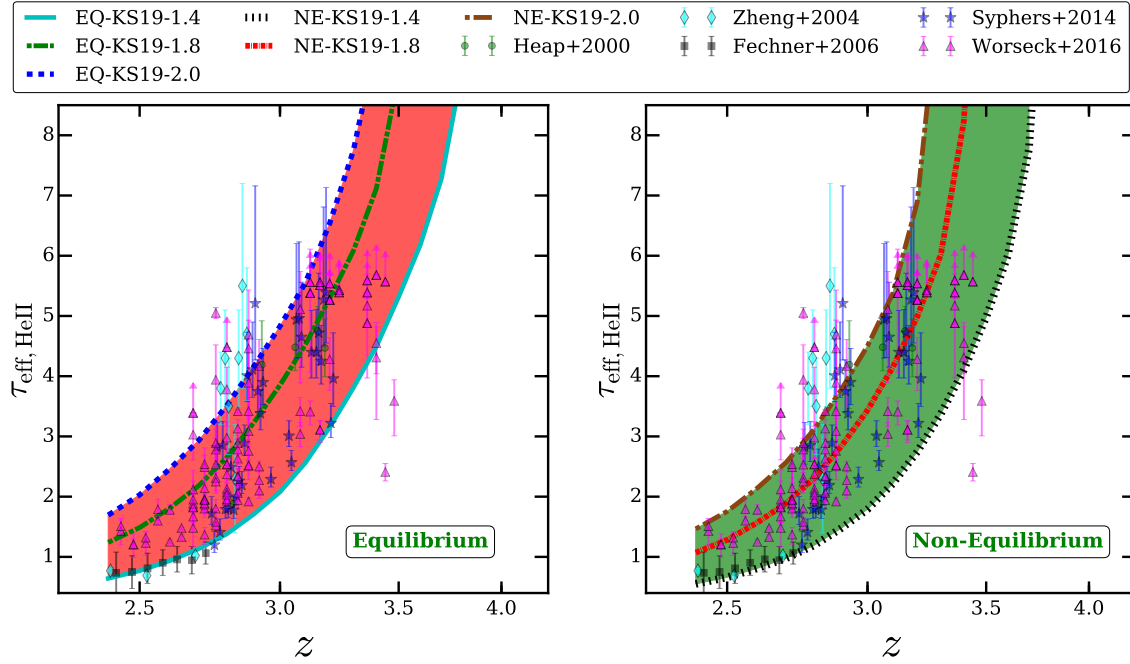 EQ-KS19-1.4 NE-KS19-1.4 NE-KS19-2.0 Zheng+2004 Syphers+2014
EQ-KS19-1.8 NE-KS19-1.8 Heap+2000 Fechner+2006 Worseck+2016
EQ-KS19-2.0
τeff, HeII
8
7
6
5
4
3
2
1
2.5 3.0 3.5 4.0
z
Equilibrium
τeff, HeII
8
7
6
5
4
3
2
1
2.5 3.0 3.5 4.0
z
Non-Equilibrium